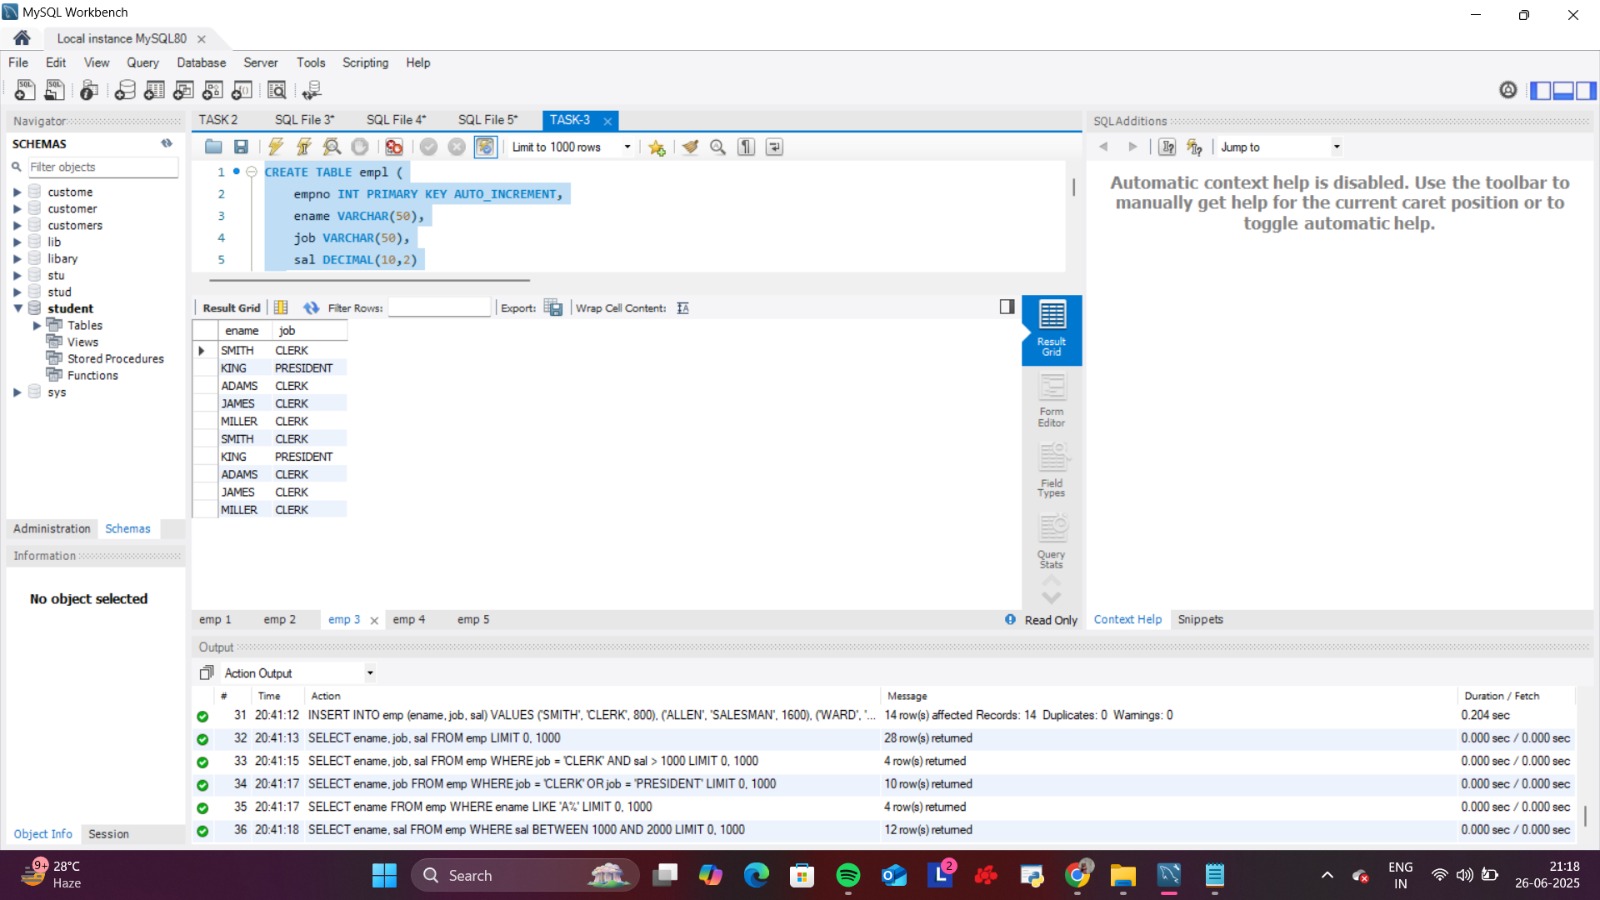 MySQL Workbench
Local instance MySQL80
File Edit View Query Database Server Tools Scripting Help
Navigator
SCHEMAS
Filter objects
custome
customer
customers
lib
libary
stu
stud
student
Tables
Views
Stored Procedures
Functions
sys
Administration Schemas
Information
No object selected
Object Info Session
TASK 2 SQL File 3* SQL File 4* SQL File 5* TASK-3
Limit to 1000 rows
1 CREATE TABLE empl (
2 empno INT PRIMARY KEY AUTO_INCREMENT,
3 ename VARCHAR(50),
4 job VARCHAR(50),
5 sal DECIMAL(10,2)
Result Grid Filter Rows: Export: Wrap Cell Content:
ename job
SMITH CLERK
KING PRESIDENT
ADAMS CLERK
JAMES CLERK
MILLER CLERK
SMITH CLERK
KING PRESIDENT
ADAMS CLERK
JAMES CLERK
MILLER CLERK
Result Grid
Form Editor
Field Types
Query Stats
emp 1 emp 2 emp 3 emp 4 emp 5 Read Only
SQLAdditions
Jump to
Automatic context help is disabled. Use the toolbar to
manually get help for the current caret position or to
toggle automatic help.
Context Help Snippets
Output
Action Output
# Time Action Message Duration / Fetch
31 20:41:12 INSERT INTO emp (ename, job, sal) VALUES ('SMITH', 'CLERK', 800), ('ALLEN', 'SALESMAN', 1600), ('WARD', '... 14 row(s) affected Records: 14 Duplicates: 0 Warnings: 0 0.204 sec
32 20:41:13 SELECT ename, job, sal FROM emp LIMIT 0, 1000 28 row(s) returned 0.000 sec / 0.000 sec
33 20:41:15 SELECT ename, job, sal FROM emp WHERE job = 'CLERK' AND sal > 1000 LIMIT 0, 1000 4 row(s) returned 0.000 sec / 0.000 sec
34 20:41:17 SELECT ename, job FROM emp WHERE job = 'CLERK' OR job = 'PRESIDENT' LIMIT 0, 1000 10 row(s) returned 0.000 sec / 0.000 sec
35 20:41:17 SELECT ename FROM emp WHERE ename LIKE 'A%' LIMIT 0, 1000 4 row(s) returned 0.000 sec / 0.000 sec
36 20:41:18 SELECT ename, sal FROM emp WHERE sal BETWEEN 1000 AND 2000 LIMIT 0, 1000 12 row(s) returned 0.000 sec / 0.000 sec
9+ 28°C
Haze
Search
L 2
ENG
IN
21:18
26-06-2025